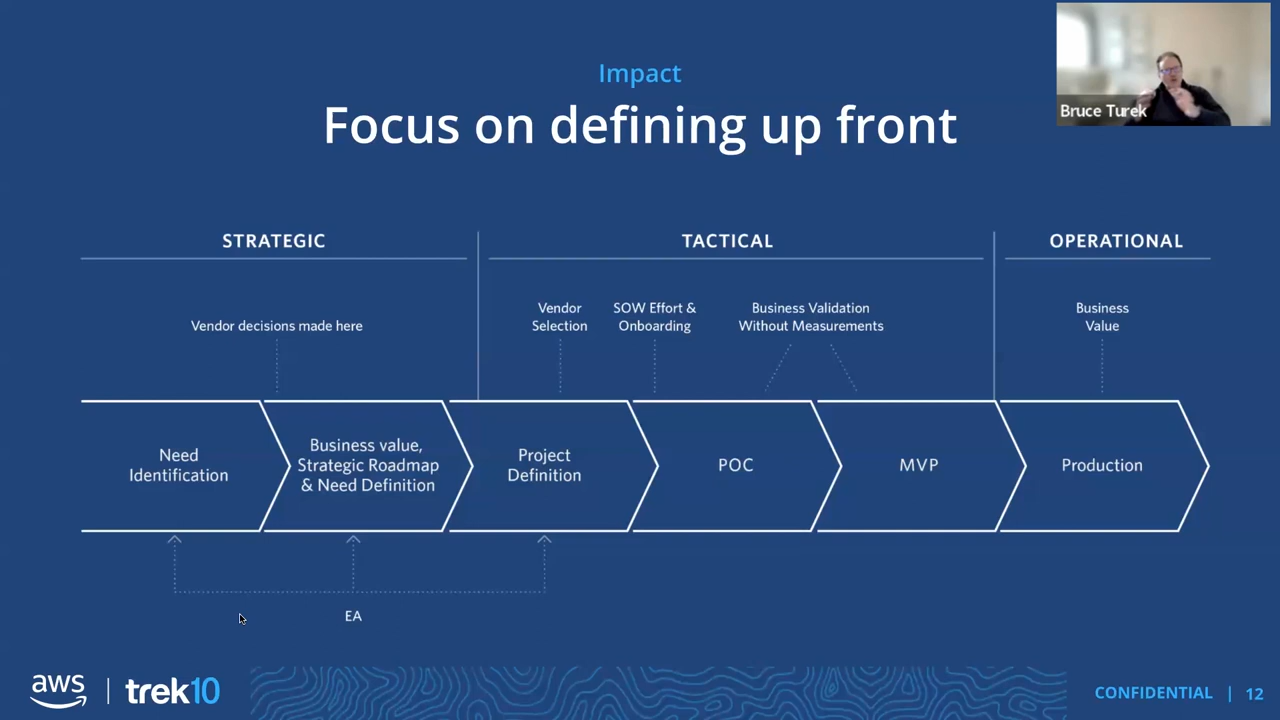 Impact
Focus on defining up front
Bruce Turek
STRATEGIC
TACTICAL
OPERATIONAL
Vendor decisions made here
Vendor
Selection
SOW Effort &
Onboarding
Business Validation
Without Measurements
Business
Value
Need
Identification
Business value,
Strategic Roadmap
& Need Definition
Project
Definition
POC
MVP
Production
EA
aws | trek10
CONFIDENTIAL | 12